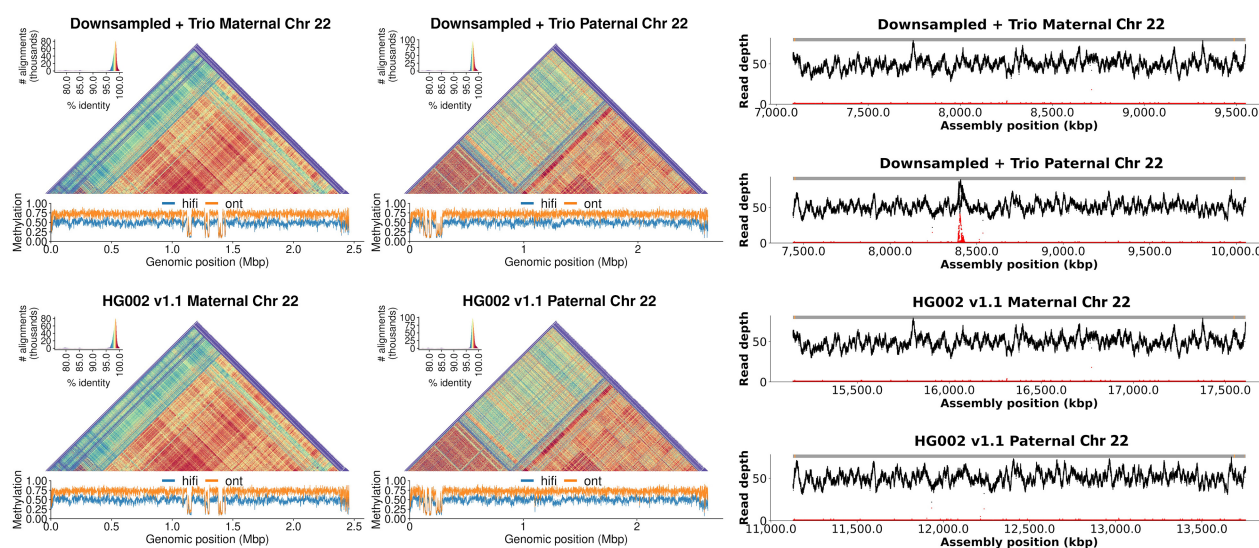 Downsampled + Trio Maternal Chr 22
# alignments
(thousands)
80
60
40
20
0
80.0
85.0
90.0
95.0
100.0
% identity
Methylation
1.00
0.75
0.50
0.25
0.00
hifi
ont
0.0
0.5
1.0
1.5
2.0
2.5
Genomic position (Mbp)
Downsampled + Trio Paternal Chr 22
# alignments
(thousands)
100
75
50
25
0
80.0
85.0
90.0
95.0
100.0
% identity
Methylation
1.00
0.75
0.50
0.25
0.00
hifi
ont
0
1
2
Genomic position (Mbp)
Downsampled + Trio Maternal Chr 22
Read depth
50
0
7,000.0 7,500.0 8,000.0 8,500.0 9,000.0 9,500.0
Assembly position (kbp)
Downsampled + Trio Paternal Chr 22
Read depth
50
0
7,500.0 8,000.0 8,500.0 9,000.0 9,500.0 10,000.0
Assembly position (kbp)
HG002 v1.1 Maternal Chr 22
# alignments
(thousands)
80
60
40
20
0
80.0
85.0
90.0
95.0
100.0
% identity
Methylation
1.00
0.75
0.50
0.25
0.00
hifi
ont
0.0
0.5
1.0
1.5
2.0
2.5
Genomic position (Mbp)
HG002 v1.1 Paternal Chr 22
# alignments
(thousands)
100
75
50
25
0
80.0
85.0
90.0
95.0
100.0
% identity
Methylation
1.00
0.75
0.50
0.25
0.00
hifi
ont
0
1
2
Genomic position (Mbp)
HG002 v1.1 Maternal Chr 22
Read depth
50
0
15,500.0 16,000.0 16,500.0 17,000.0 17,500.0
Assembly position (kbp)
HG002 v1.1 Paternal Chr 22
Read depth
50
0
11,000.0 11,500.0 12,000.0 12,500.0 13,000.0 13,500.0
Assembly position (kbp)